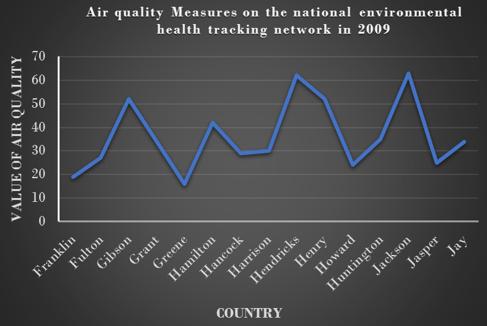 Air quality Measures on the national environmental
health tracking network in 2009
VALUE OF AIR QUALITY
70
60
50
40
30
20
10
0
Franklin
Fulton
Gibson
Grant
Greene
Hamilton
Hancock
Harrison
Hendricks
Henry
Howard
Huntington
Jackson
Jasper
Jay
COUNTRY